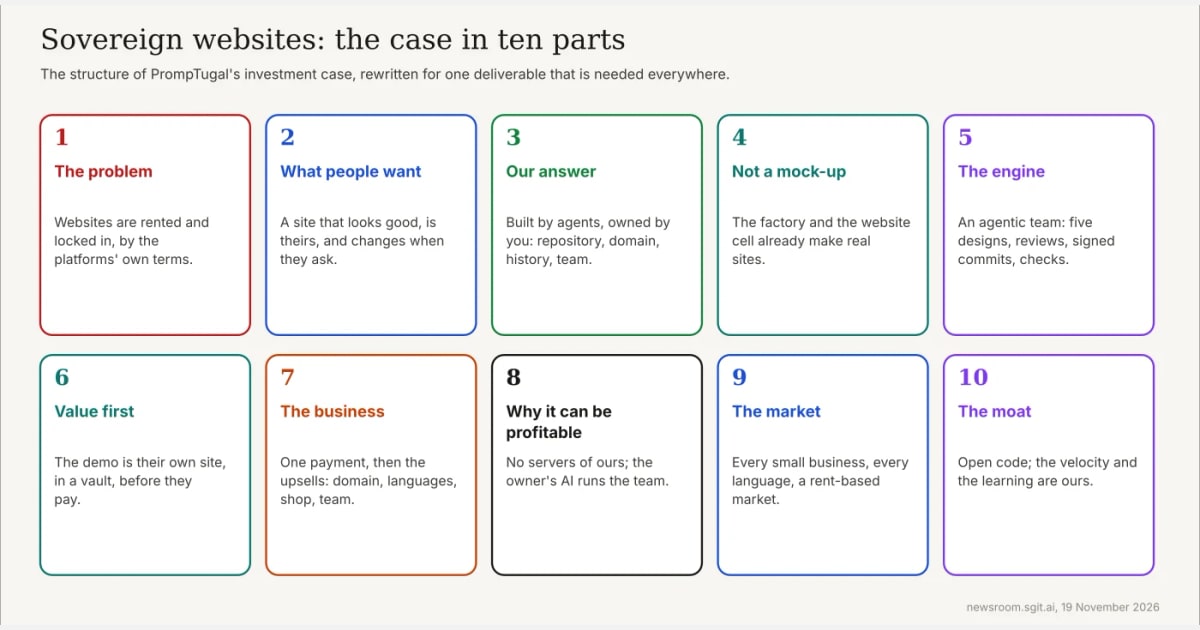 Sovereign websites: the case in ten parts
The structure of PrompTugal's investment case, rewritten for one deliverable that is needed everywhere.
1
The problem
Websites are rented and
locked in, by the
platforms' own terms.
2
What people want
A site that looks good, is
theirs, and changes when
they ask.
3
Our answer
Built by agents, owned by
you: repository, domain,
history, team.
4
Not a mock-up
The factory and the website
cell already make real
sites.
5
The engine
An agentic team: five
designs, reviews, signed
commits, checks.
6
Value first
The demo is their own site,
in a vault, before they
pay.
7
The business
One payment, then the
upsells: domain, languages,
shop, team.
8
Why it can be
profitable
No servers of ours; the
owner's AI runs the team.
9
The market
Every small business, every
language, a rent-based
market.
10
The moat
Open code; the velocity and
the learning are ours.
newsroom.sgit.ai, 19 November 2026